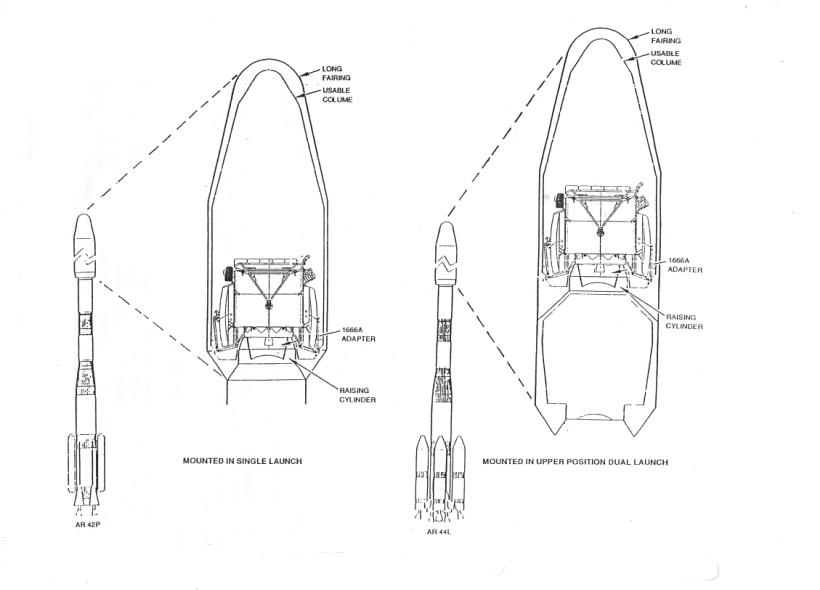 LONG
FAIRING
USABLE
COLUME
1666A
ADAPTER
RAISING
CYLINDER
MOUNTED IN SINGLE LAUNCH
AR 42P
LONG
FAIRING
USABLE
COLUME
1666A
ADAPTER
RAISING
CYLINDER
MOUNTED IN UPPER POSITION DUAL LAUNCH
AR 44L